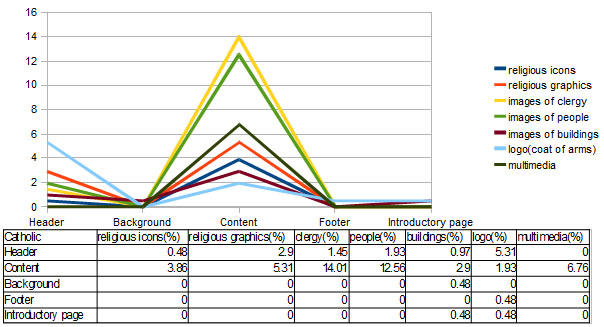 16
14
12
10
8
6
4
2
0
Header Background Content Footer Introductory page
religious icons
religious graphics
images of clergy
images of people
images of buildings
logo(coat of arms)
multimedia
Catholic religious icons(%) religious graphics(%) clergy(%) people(%) buildings(%) logo(%) multimedia(%)
Header 0.48 2.9 1.45 1.93 0.97 5.31 0
Content 3.86 5.31 14.01 12.56 2.9 1.93 6.76
Background 0 0 0 0 0.48 0 0
Footer 0 0 0 0 0 0.48 0
Introductory page 0 0 0 0 0.48 0.48 0